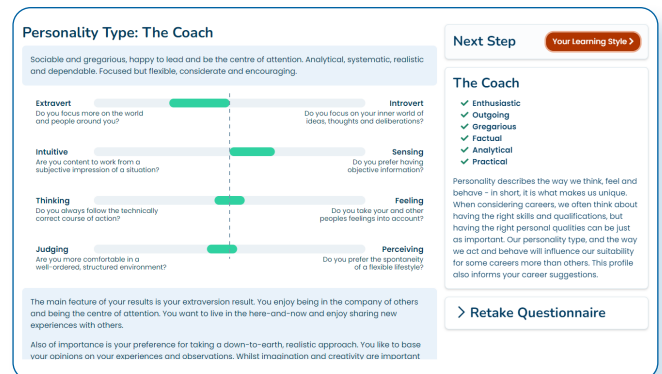 Personality Type: The Coach
Sociable and gregarious, happy to lead and be the centre of attention. Analytical, systematic, realistic
and dependable. Focused but flexible, considerate and encouraging.
Extravert
Do you focus more on the world
and people around you?
Introvert
Do you focus on your inner world of
ideas, thoughts and deliberations?
Intuitive
Are you content to work from a
subjective impression of a situation?
Sensing
Do you prefer having
objective information?
Thinking
Do you always follow the technically
correct course of action?
Feeling
Do you take your and other
peoples feelings into account?
Judging
Are you more comfortable in a
well-ordered, structured environment?
Perceiving
Do you prefer the spontaneity
of a flexible lifestyle?
The main feature of your results is your extraversion result. You enjoy being in the company of others
and being the centre of attention. You want to live in the here-and-now and enjoy sharing new
experiences with others.
Also of importance is your preference for taking a down-to-earth, realistic approach. You like to base
your opinions on your experiences and observations. Whilst imagination and creativity are important
Next Step
Your Learning Style
The Coach
Enthusiastic
Outgoing
Gregarious
Factual
Analytical
Practical
Personality describes the way we think, feel and
behave - in short, it is what makes us unique.
When considering careers, we often think about
having the right skills and qualifications, but
having the right personal qualities can be just
as important. Our personality type, and the way
we act and behave will influence our suitability
for some careers more than others. This profile
also informs your career suggestions.
Retake Questionnaire